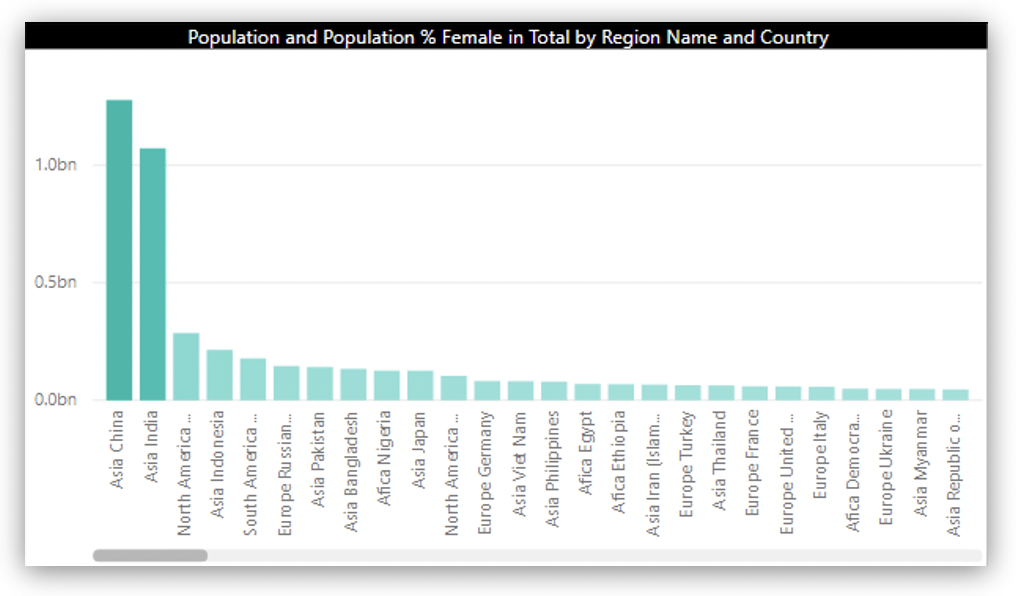 Population and Population % Female in Total by Region Name and Country
1.0bn
0.5bn
0.0bn
Asia China
Asia India
North America ...
Asia Indonesia
South America ...
Europe Russian...
Asia Pakistan
Asia Bangladesh
Afica Nigeria
Asia Japan
North America ...
Europe Germany
Asia Viet Nam
Asia Philippines
Afica Egypt
Afica Ethiopia
Asia Iran (Islam...
Europe Turkey
Asia Thailand
Europe France
Europe United ...
Europe Italy
Afica Democra...
Europe Ukraine
Asia Myanmar
Asia Republic o...